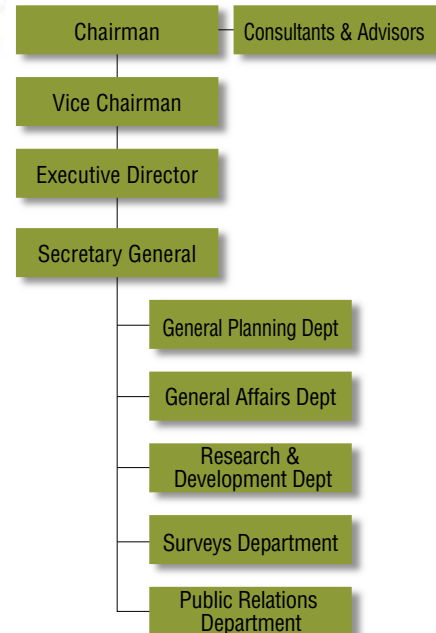 Chairman
Consultants & Advisors
Vice Chairman
Executive Director
Secretary General
General Planning Dept
General Affairs Dept
Research &
Development Dept
Surveys Department
Public Relations
Department